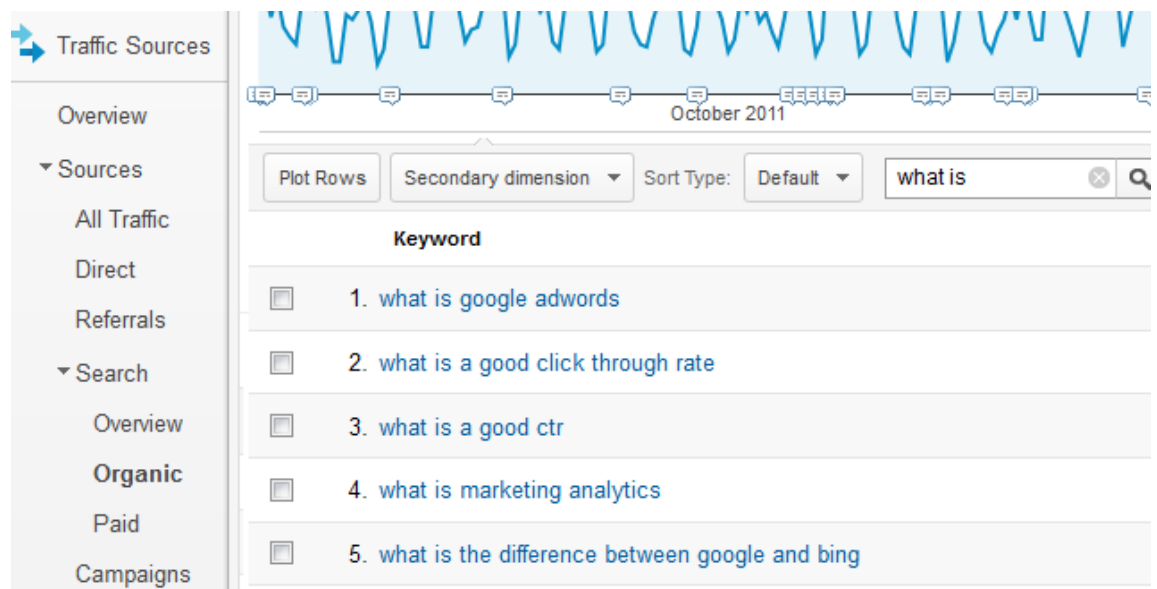 Traffic Sources
Overview
Sources
All Traffic
Direct
Referrals
Search
Overview
Organic
Paid
Campaigns
October 2011
Plot Rows Secondary dimension Sort Type: Default what is
Keyword
1. what is google adwords
2. what is a good click through rate
3. what is a good ctr
4. what is marketing analytics
5. what is the difference between google and bing